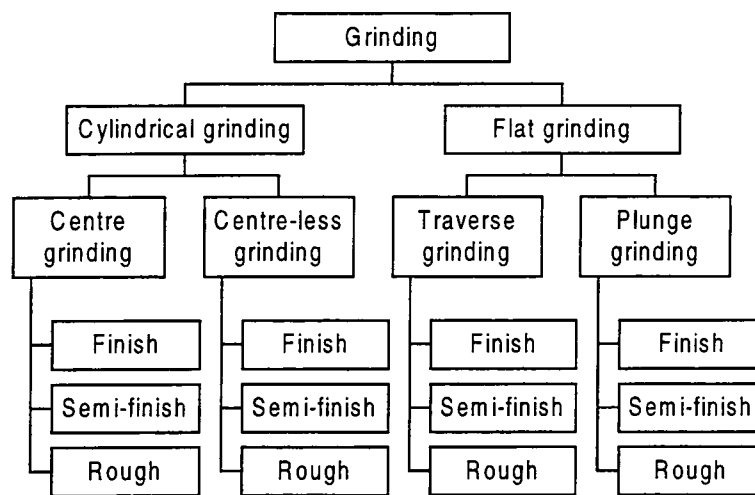 Grinding
Cylindrical grinding
Flat grinding
Centre
grinding
Centre-less
grinding
Traverse
grinding
Plunge
grinding
Finish
Finish
Finish
Finish
Semi-finish
Semi-finish
Semi-finish
Semi-finish
Rough
Rough
Rough
Rough